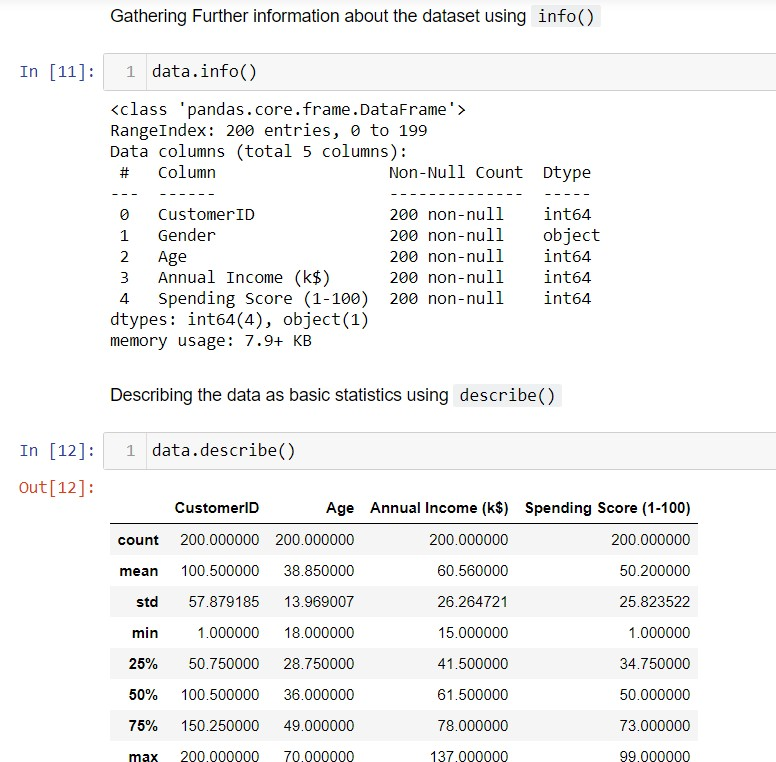 Gathering Further information about the dataset using info()
In [11]: 1 data.info()
<class 'pandas.core.frame.DataFrame'>
RangeIndex: 200 entries, 0 to 199
Data columns (total 5 columns):
 #   Column                  Non-Null Count  Dtype
---  ------                  --------------  -----
 0   CustomerID              200 non-null    int64
 1   Gender                  200 non-null    object
 2   Age                     200 non-null    int64
 3   Annual Income (k$)      200 non-null    int64
 4   Spending Score (1-100)  200 non-null    int64
dtypes: int64(4), object(1)
memory usage: 7.9+ KB
Describing the data as basic statistics using describe()
In [12]: 1 data.describe()
Out[12]:
CustomerID Age Annual Income (k$) Spending Score (1-100)
count 200.000000 200.000000 200.000000 200.000000
mean 100.500000 38.850000 60.560000 50.200000
std 57.879185 13.969007 26.264721 25.823522
min 1.000000 18.000000 15.000000 1.000000
25% 50.750000 28.750000 41.500000 34.750000
50% 100.500000 36.000000 61.500000 50.000000
75% 150.250000 49.000000 78.000000 73.000000
max 200.000000 70.000000 137.000000 99.000000